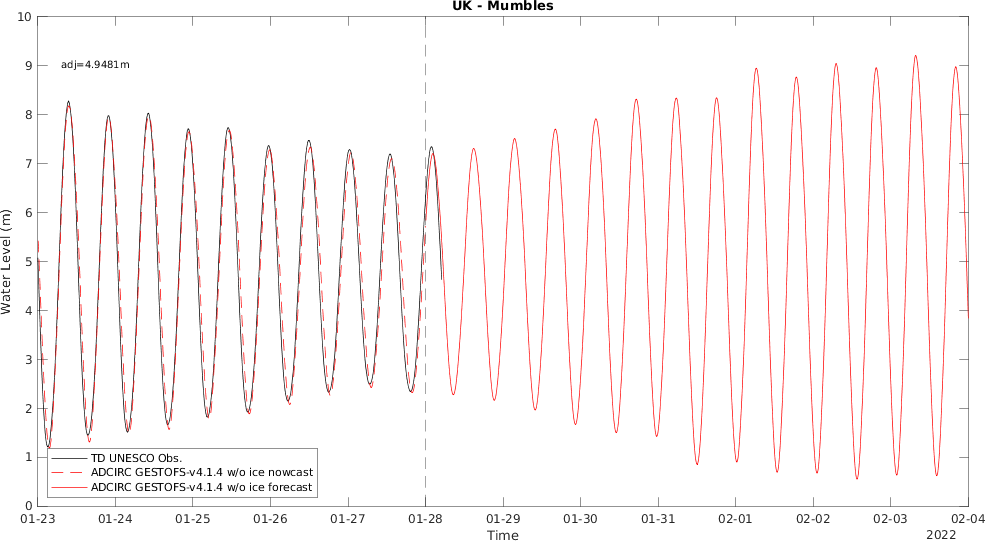 UK - Mumbles
adj=4.9481m
Water Level (m)
10
9
8
7
6
5
4
3
2
1
0
TD UNESCO Obs.
ADCIRC GESTOFS-v4.1.4 w/o ice nowcast
ADCIRC GESTOFS-v4.1.4 w/o ice forecast
01-23 01-24 01-25 01-26 01-27 01-28 01-29 01-30 01-31 02-01 02-02 02-03 02-04
Time
2022